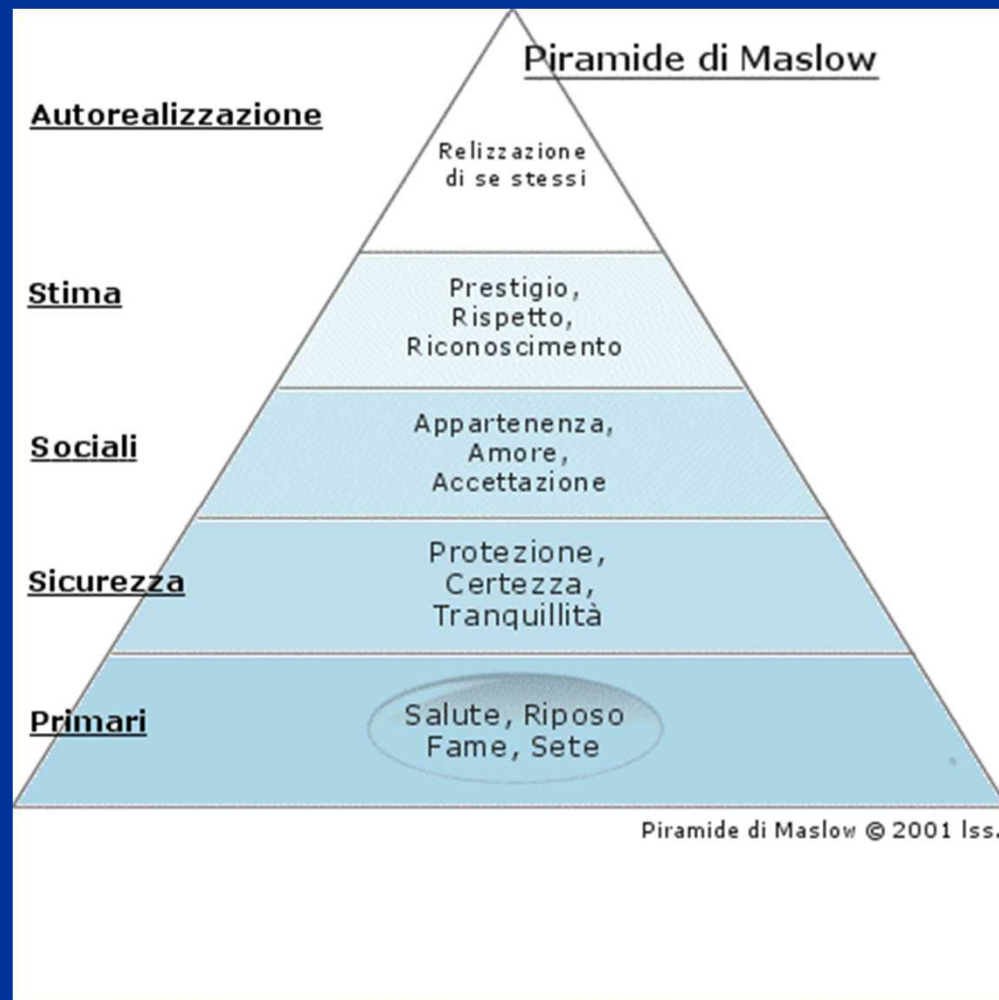 Piramide di Maslow
Autorealizzazione
Relizzazione
di se stessi
Stima
Prestigio,
Rispetto,
Riconoscimento
Sociali
Appartenenza,
Amore,
Accettazione
Sicurezza
Protezione,
Certezza,
Tranquillità
Primari
Salute, Riposo
Fame, Sete
Piramide di Maslow © 2001 lss.